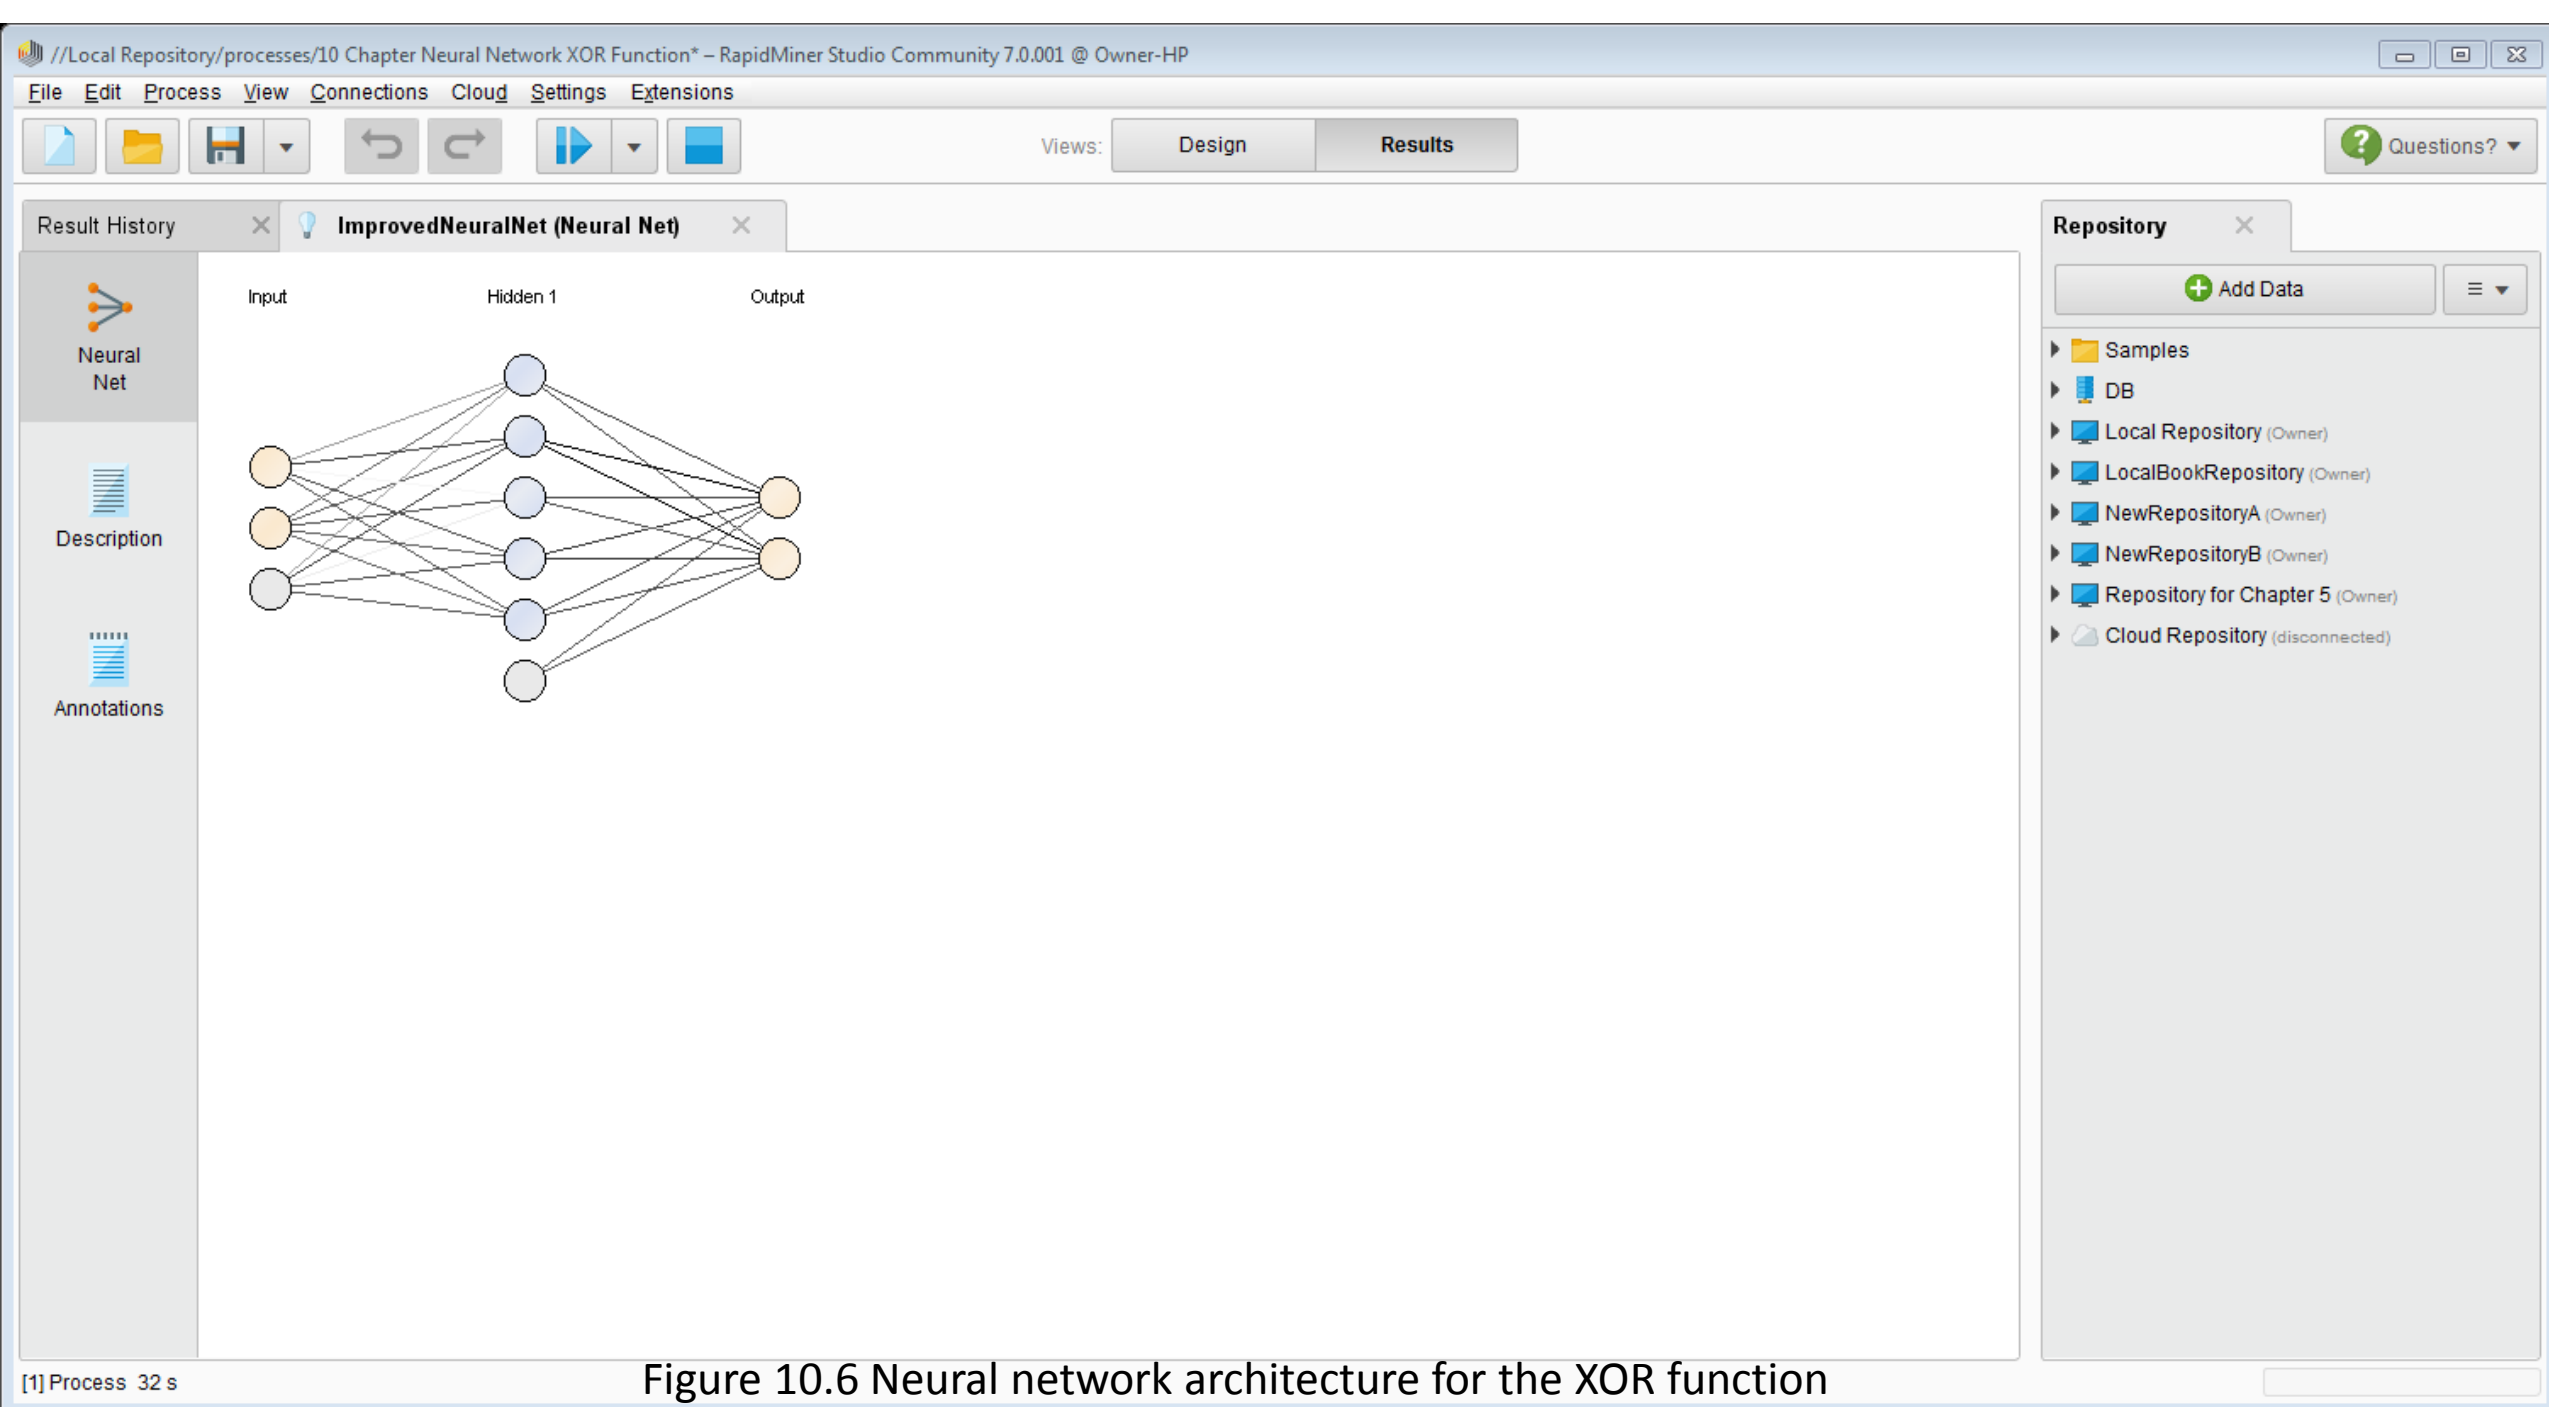 //Local Repository/processes/10 Chapter Neural Network XOR Function* – RapidMiner Studio Community 7.0.001 @ Owner-HP
File Edit Process View Connections Cloud Settings Extensions
Views: Design Results
Questions?
Result History
ImprovedNeuralNet (Neural Net)
Repository
Neural
Net
Description
Annotations
Input Hidden 1 Output
Add Data
Samples
DB
Local Repository (Owner)
LocalBookRepository (Owner)
NewRepositoryA (Owner)
NewRepositoryB (Owner)
Repository for Chapter 5 (Owner)
Cloud Repository (disconnected)
[1] Process 32 s
Figure 10.6 Neural network architecture for the XOR function